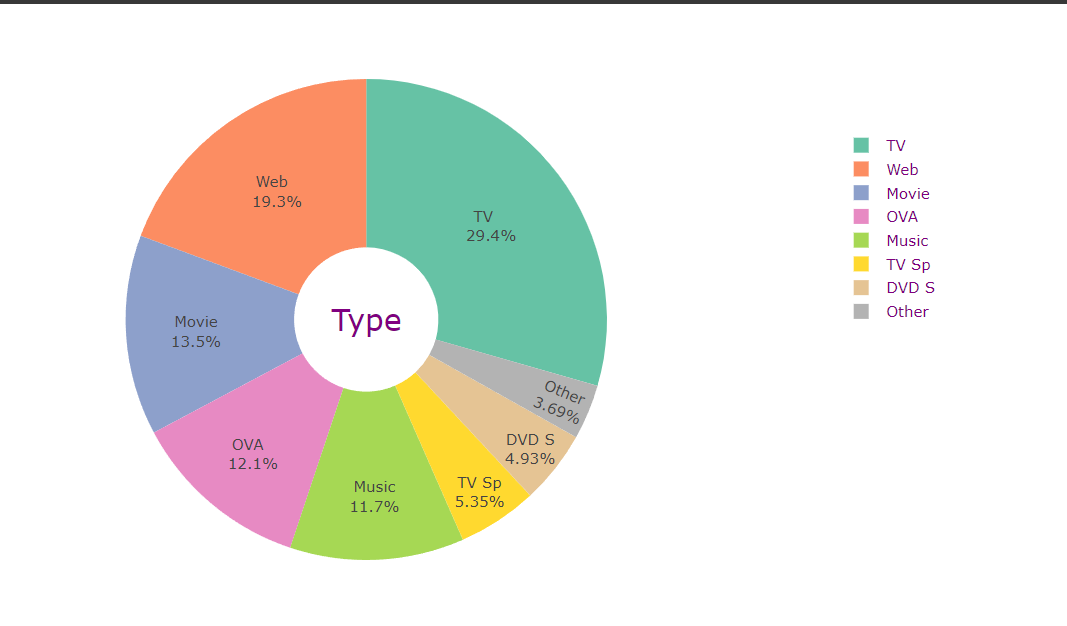 Web
19.3%
TV
29.4%
Type
Movie
13.5%
Other
3.69%
DVD S
4.93%
OVA
12.1%
TV Sp
5.35%
Music
11.7%
TV
Web
Movie
OVA
Music
TV Sp
DVD S
Other